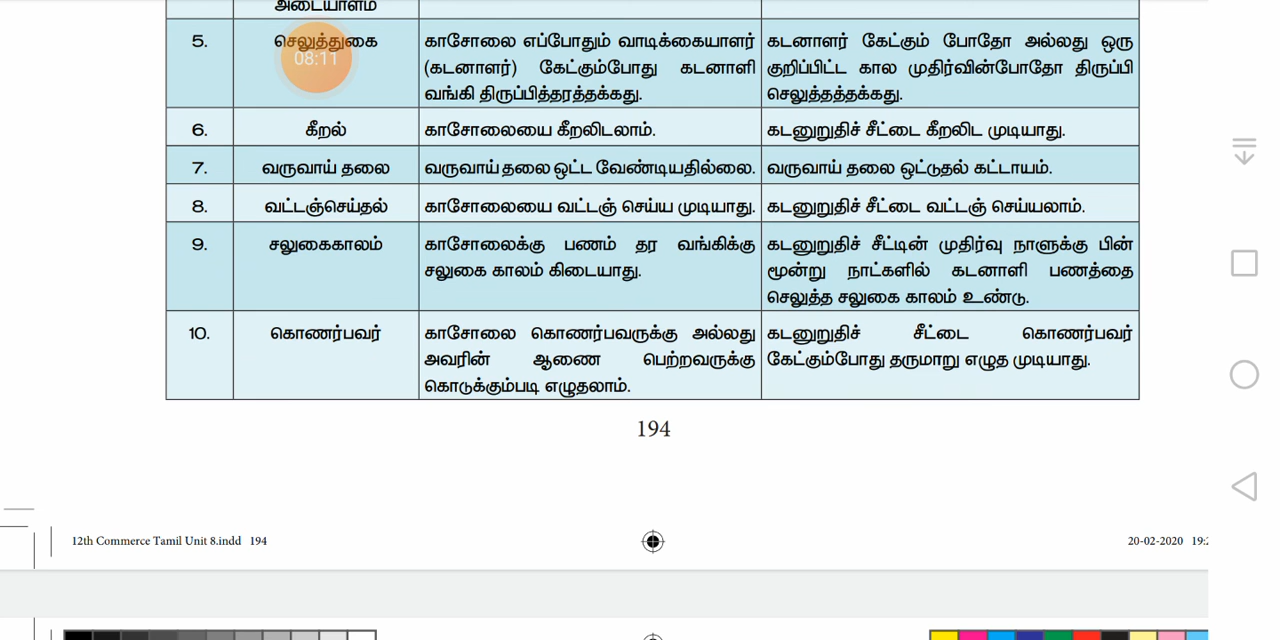 அடையாளம்
5. செலுத்துகை காசோலை எப்போதும் வாடிக்கையாளர் கடனாளர் கேட்கும் போதோ அல்லது ஒரு
(கடனாளர்) கேட்கும்போது கடனாளி குறிப்பிட்ட கால முதிர்வின்போதோ திருப்பி
வங்கி திருப்பித்தரத்தக்கது. செலுத்தத்தக்கது.
08:11
6. கீறல் காசோலையை கீறலிடலாம். கடனுறுதிச் சீட்டை கீறலிட முடியாது.
7. வருவாய் தலை வருவாய் தலை ஒட்ட வேண்டியதில்லை. வருவாய் தலை ஒட்டுதல் கட்டாயம்.
8. வட்டஞ்செய்தல் காசோலையை வட்டஞ் செய்ய முடியாது. கடனுறுதிச் சீட்டை வட்டஞ் செய்யலாம்.
9. சலுகைகாலம் காசோலைக்கு பணம் தர வங்கிக்கு கடனுறுதிச் சீட்டின் முதிர்வு நாளுக்கு பின்
சலுகை காலம் கிடையாது. மூன்று நாட்களில் கடனாளி பணத்தை
செலுத்த சலுகை காலம் உண்டு.
10. கொணர்பவர் காசோலை கொணர்பவருக்கு அல்லது கடனுறுதிச் சீட்டை கொணர்பவர்
அவரின் ஆணை பெற்றவருக்கு கேட்கும்போது தருமாறு எழுத முடியாது.
கொடுக்கும்படி எழுதலாம்.
194
12th Commerce Tamil Unit 8.indd 194
20-02-2020 19:2